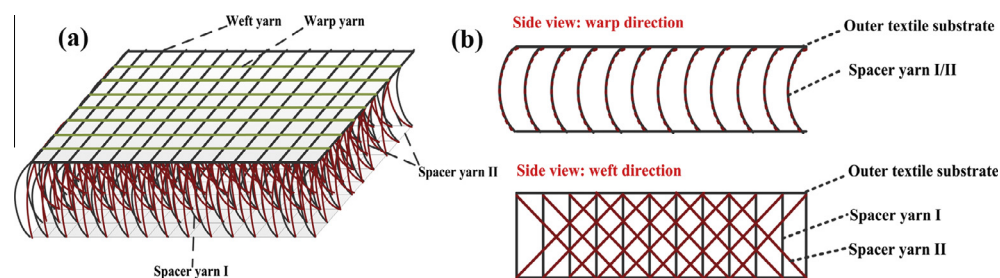 (a)
Weft yarn
Warp yarn
Spacer yarn II
Spacer yarn I
(b)
Side view: warp direction
Outer textile substrate
Spacer yarn I/II
Side view: weft direction
Outer textile substrate
Spacer yarn I
Spacer yarn II